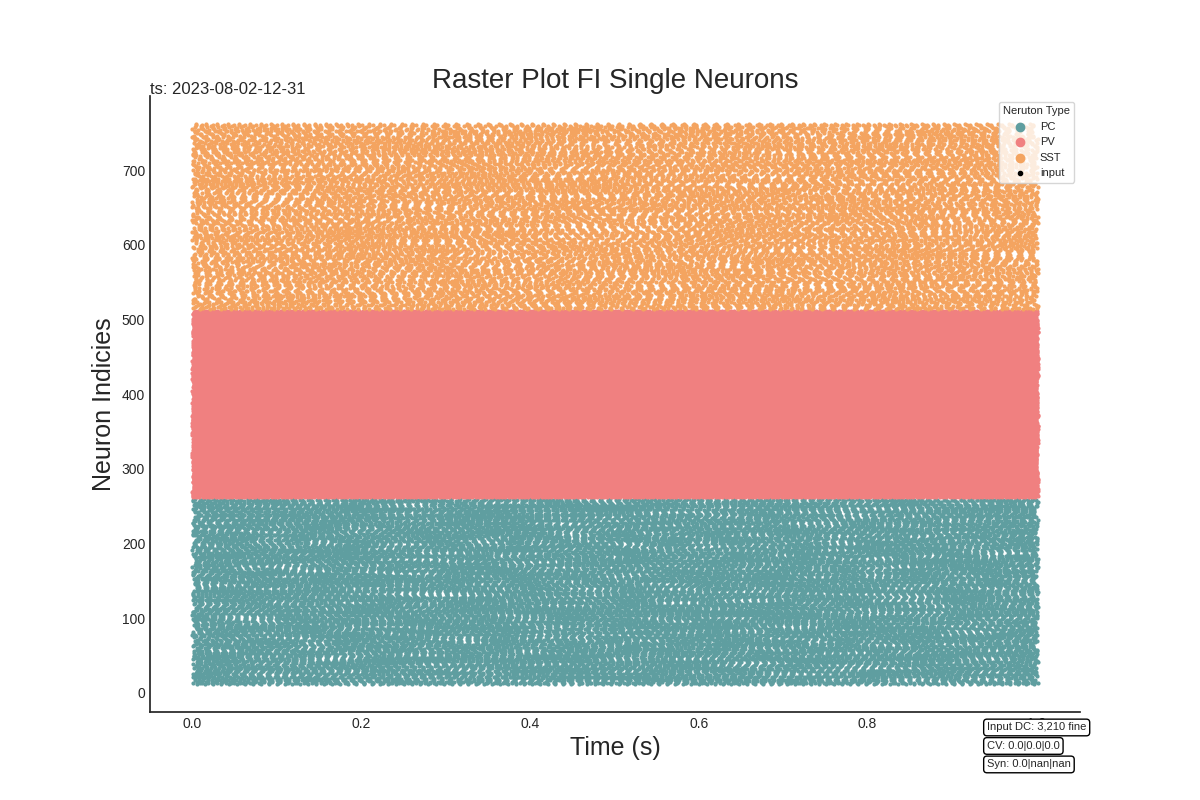 Raster Plot FI Single Neurons
ts: 2023-08-02-12-31
Neruton Type
PC
PV
SST
input
Neuron Indicies
700
600
500
400
300
200
100
0
0.0 0.2 0.4 0.6 0.8
Time (s)
Input DC: 3,210 fine
CV: 0.0|0.0|0.0
Syn: 0.0|nan|nan